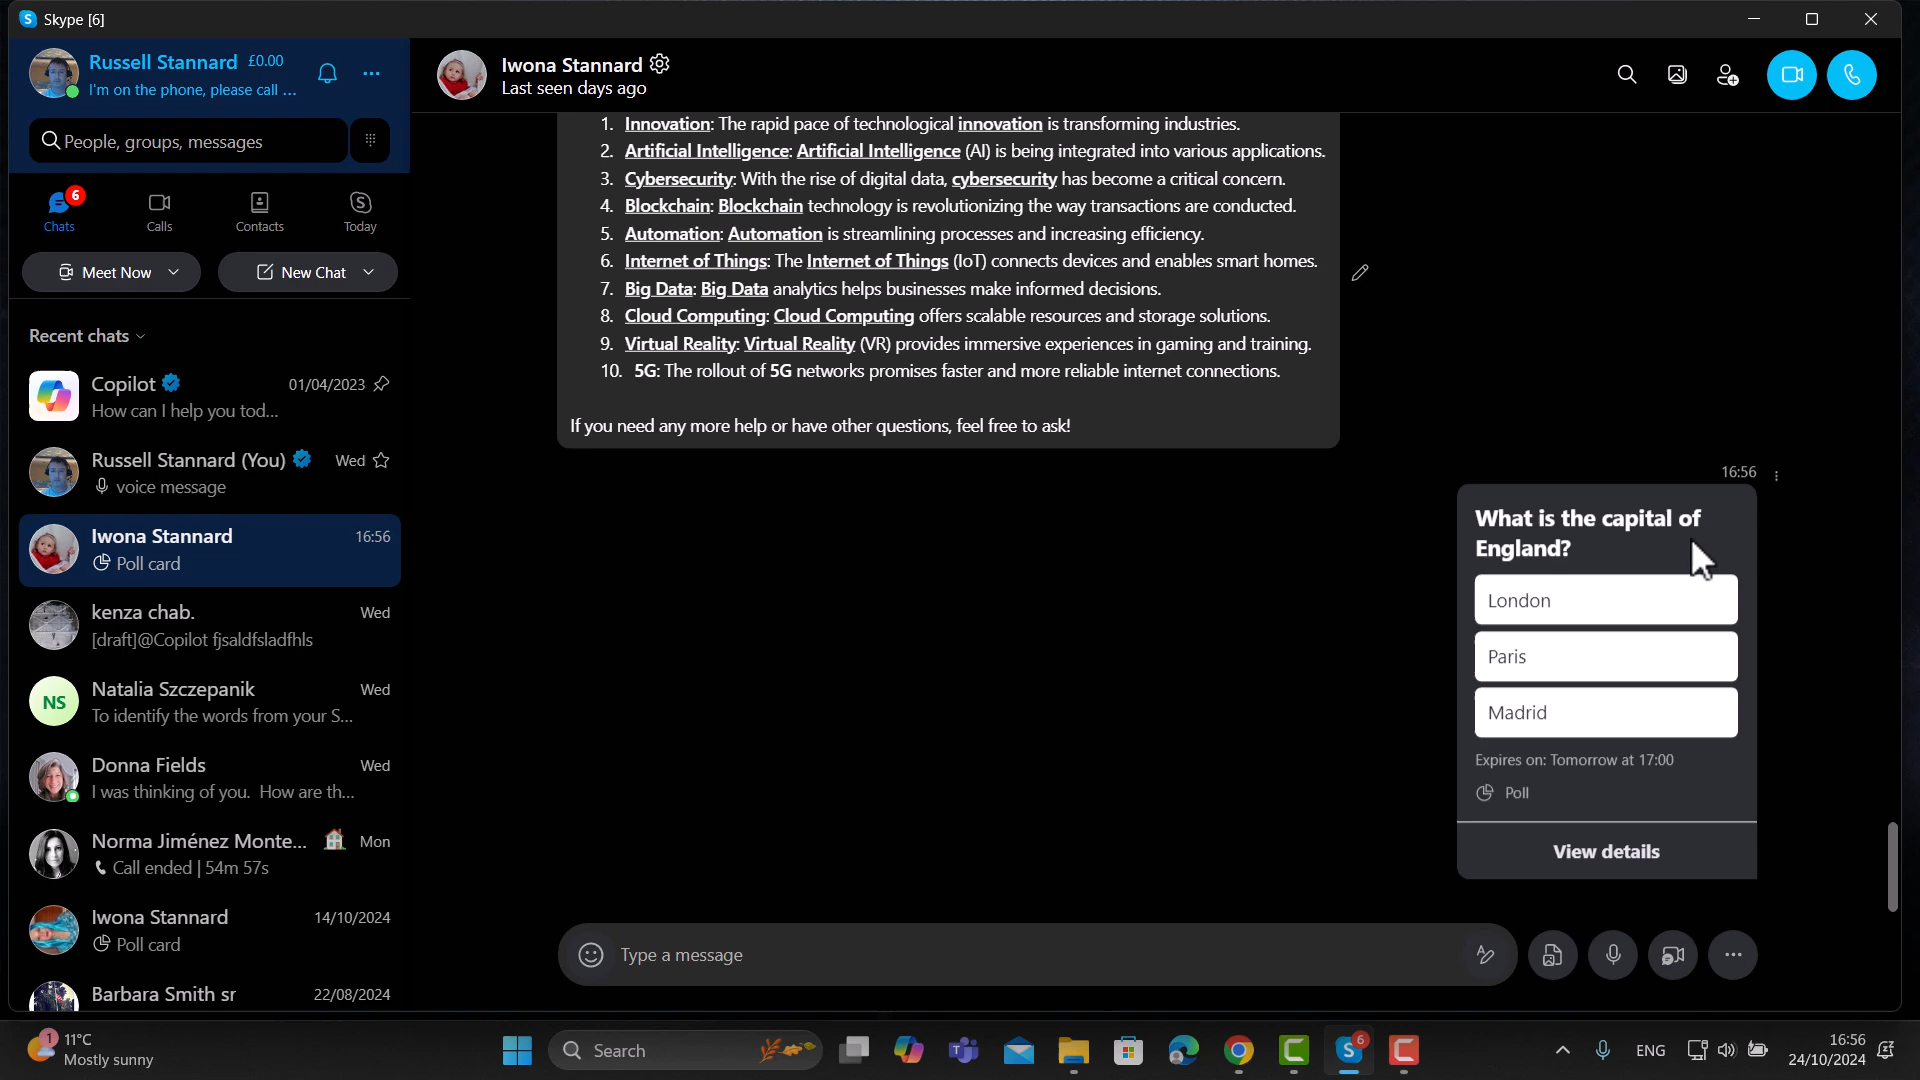 Skype [6]
Russell Stannard £0.00
I'm on the phone, please call ...
People, groups, messages
6
Chats
Calls
Contacts
Today
Meet Now
New Chat
Recent chats
Copilot 01/04/2023
How can I help you tod...
Russell Stannard (You) Wed
voice message
Iwona Stannard 16:56
Poll card
kenza chab. Wed
[draft]@Copilot fjsaldfsladfhls
NS
Natalia Szczepanik Wed
To identify the words from your S...
Donna Fields Wed
I was thinking of you. How are th...
Norma Jiménez Monte... Mon
Call ended | 54m 57s
Iwona Stannard 14/10/2024
Poll card
Barbara Smith sr 22/08/2024
Iwona Stannard
Last seen days ago
1. Innovation: The rapid pace of technological innovation is transforming industries.
2. Artificial Intelligence: Artificial Intelligence (AI) is being integrated into various applications.
3. Cybersecurity: With the rise of digital data, cybersecurity has become a critical concern.
4. Blockchain: Blockchain technology is revolutionizing the way transactions are conducted.
5. Automation: Automation is streamlining processes and increasing efficiency.
6. Internet of Things: The Internet of Things (IoT) connects devices and enables smart homes.
7. Big Data: Big Data analytics helps businesses make informed decisions.
8. Cloud Computing: Cloud Computing offers scalable resources and storage solutions.
9. Virtual Reality: Virtual Reality (VR) provides immersive experiences in gaming and training.
10. 5G: The rollout of 5G networks promises faster and more reliable internet connections.
If you need any more help or have other questions, feel free to ask!
16:56
What is the capital of
England?
London
Paris
Madrid
Expires on: Tomorrow at 17:00
Poll
View details
Type a message
1
11°C
Mostly sunny
Search
6
ENG
16:56
24/10/2024